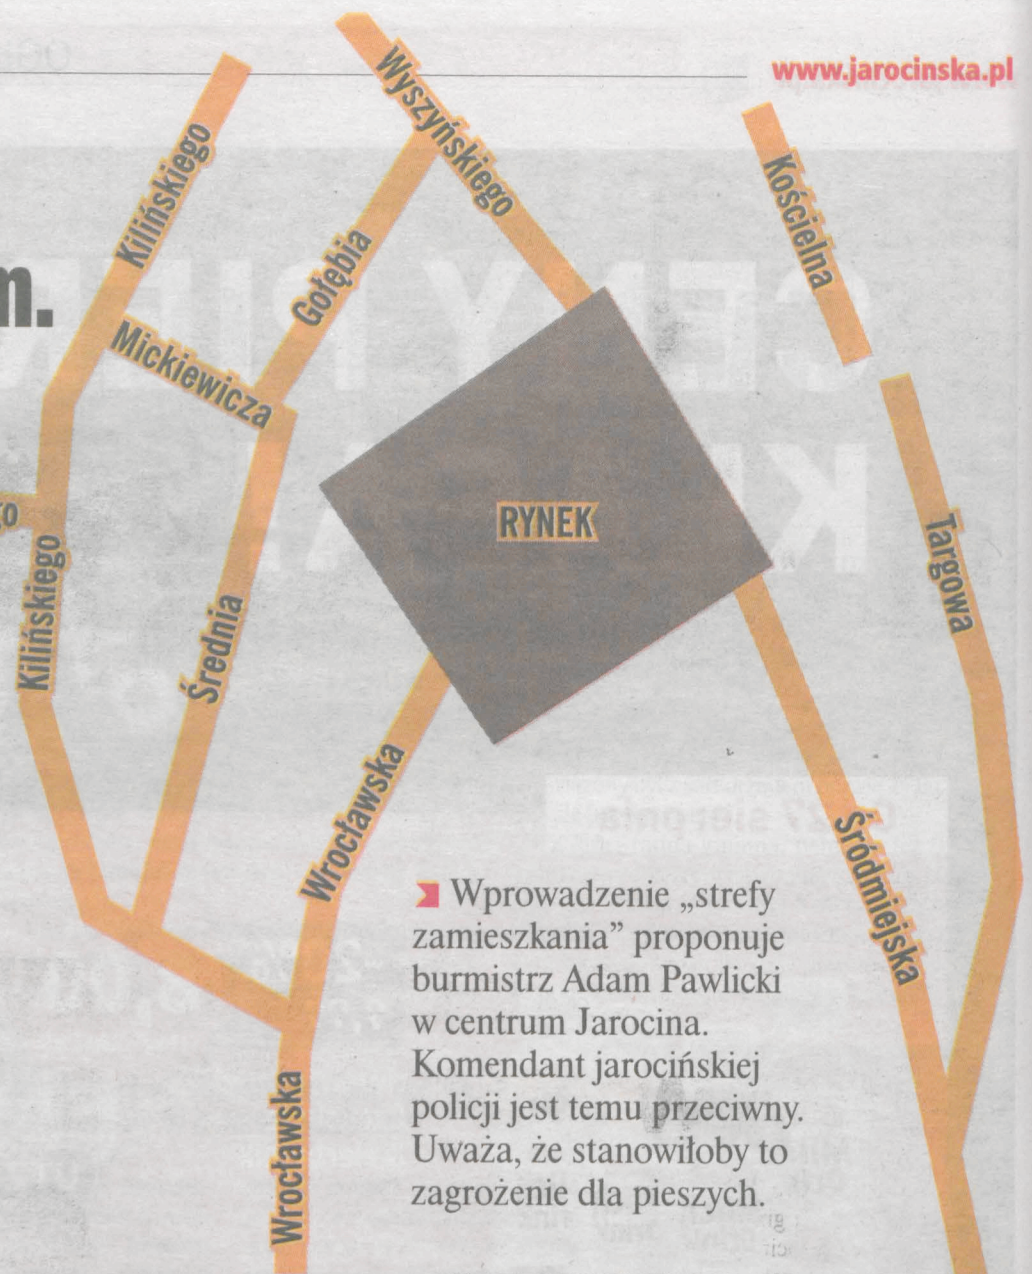 www.jarocinska.pl
Wyszyńskiego
Kilińskiego
Kościelna
Gołębia
m.
Mickiewicza
RYNEK
go
Targowa
Kilińskiego
Średnia
Wrocławska
Śródmiejska
Wprowadzenie „strefy
zamieszkania” proponuje
burmistrz Adam Pawlicki
w centrum Jarocina.
Komendant jarocińskiej
policji jest temu przeciwny.
Uważa, że stanowiłoby to
zagrożenie dla pieszych.
Wrocławska